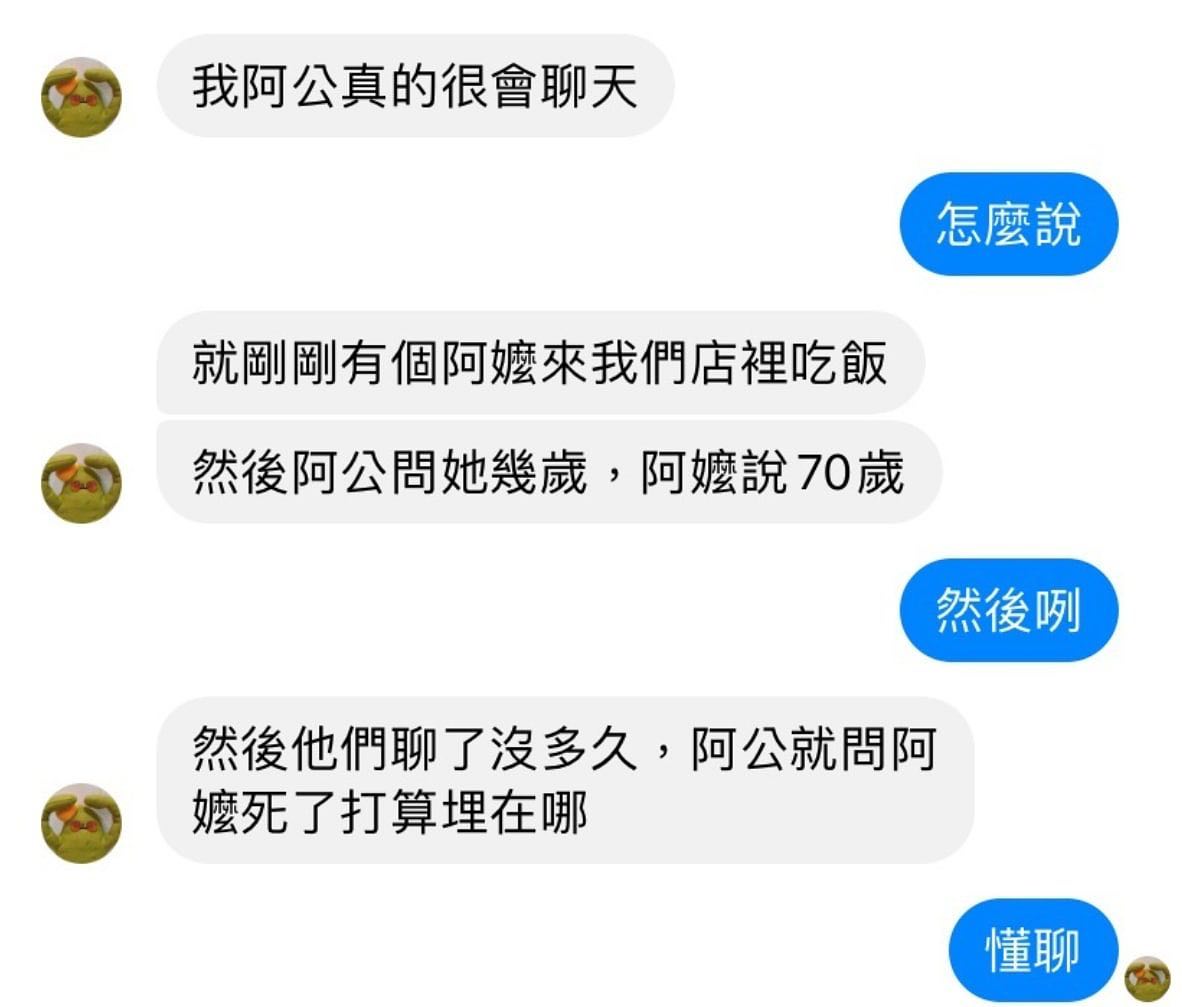 我阿公真的很會聊天
怎麼說
就剛剛有個阿嬤來我們店裡吃飯
然後阿公問她幾歲，阿嬤說70歲
然後咧
然後他們聊了沒多久，阿公就問阿
嬤死了打算埋在哪
懂聊